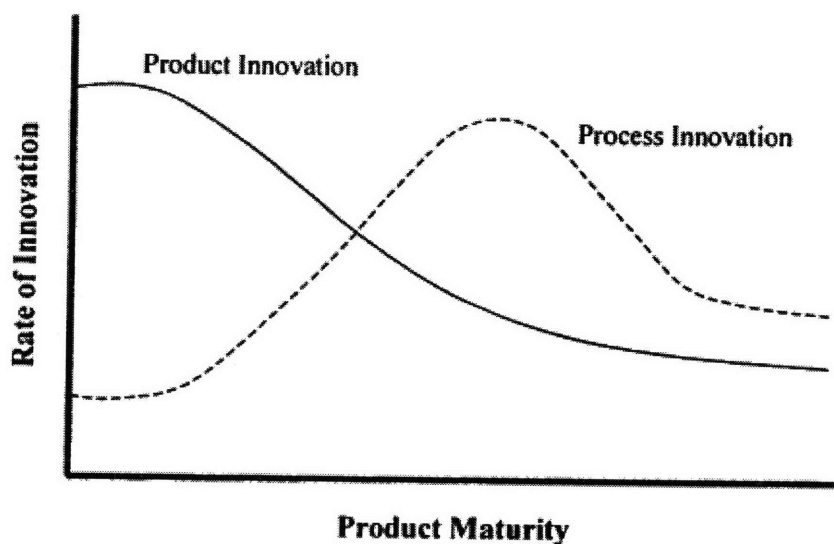 Product Innovation
Process Innovation
Rate of Innovation
Product Maturity